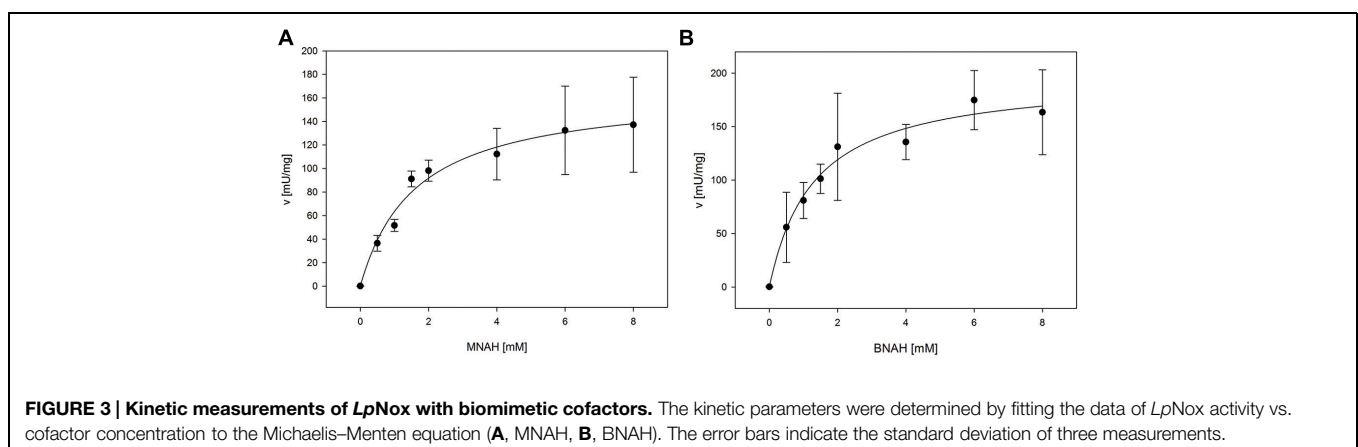 A
B
200
180
160
140
120
100
80
60
40
20
0
v [mU/mg]
0 2 4 6 8
MNAH [mM]
200
150
100
50
0
v [mU/mg]
0 2 4 6 8
BNAH [mM]
FIGURE 3 | Kinetic measurements of LpNox with biomimetic cofactors. The kinetic parameters were determined by fitting the data of LpNox activity vs.
cofactor concentration to the Michaelis–Menten equation (A, MNAH, B, BNAH). The error bars indicate the standard deviation of three measurements.